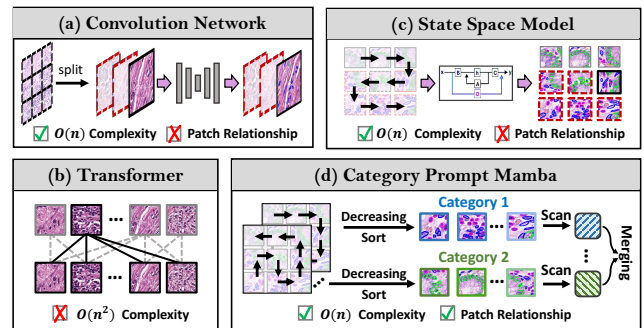 (a) Convolution Network
split
O(n) Complexity
Patch Relationship
(b) Transformer
...
O(n²) Complexity
(c) State Space Model
x B h C y
A
D
O(n) Complexity
Patch Relationship
(d) Category Prompt Mamba
Decreasing
Sort
Category 1
...
Scan
Decreasing
Sort
Category 2
...
Scan
Merging
O(n) Complexity
Patch Relationship